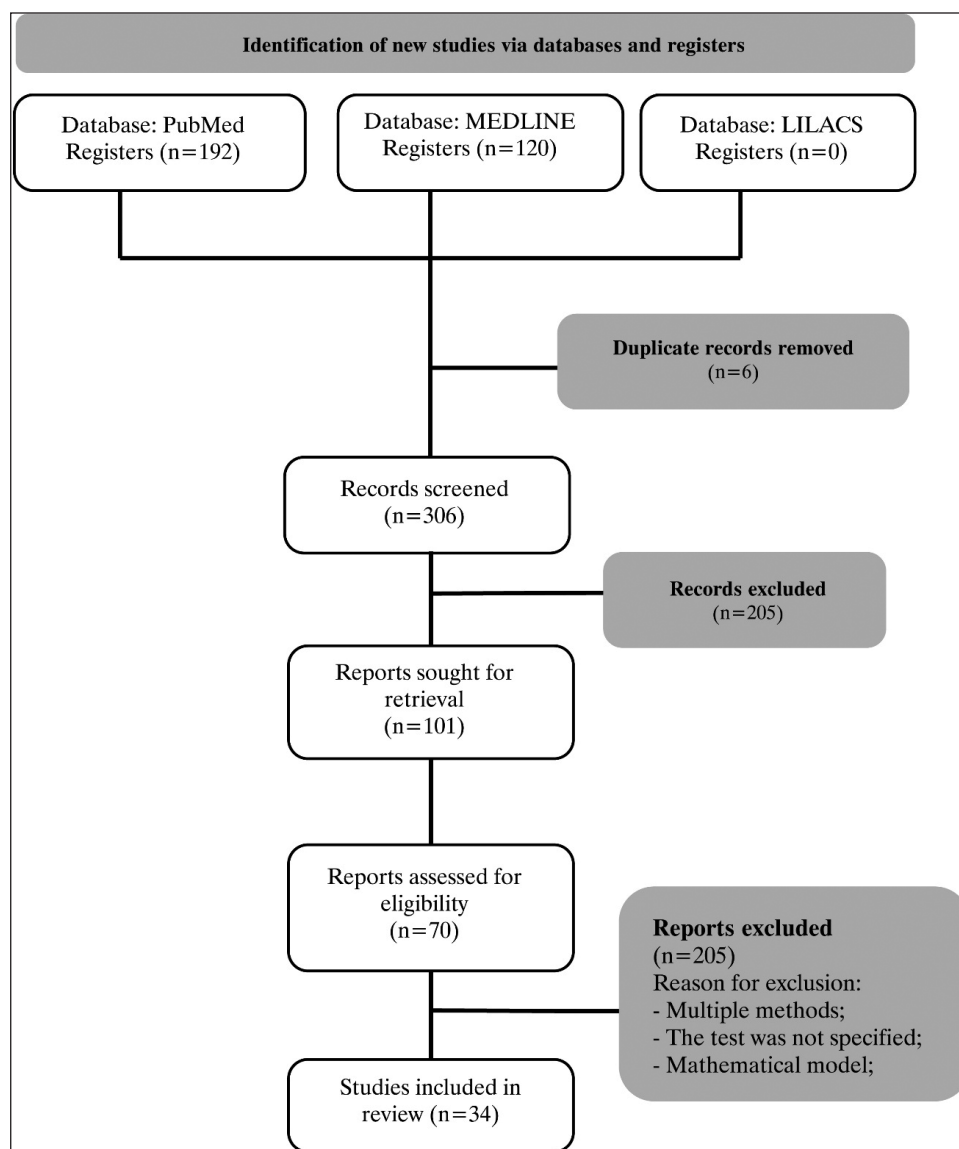 Identification of new studies via databases and registers
Database: PubMed
Registers (n=192)
Database: MEDLINE
Registers (n=120)
Database: LILACS
Registers (n=0)
Duplicate records removed
(n=6)
Records screened
(n=306)
Records excluded
(n=205)
Reports sought for
retrieval
(n=101)
Reports assessed for
eligibility
(n=70)
Reports excluded
(n=205)
Reason for exclusion:
- Multiple methods;
- The test was not specified;
- Mathematical model;
Studies included in
review (n=34)